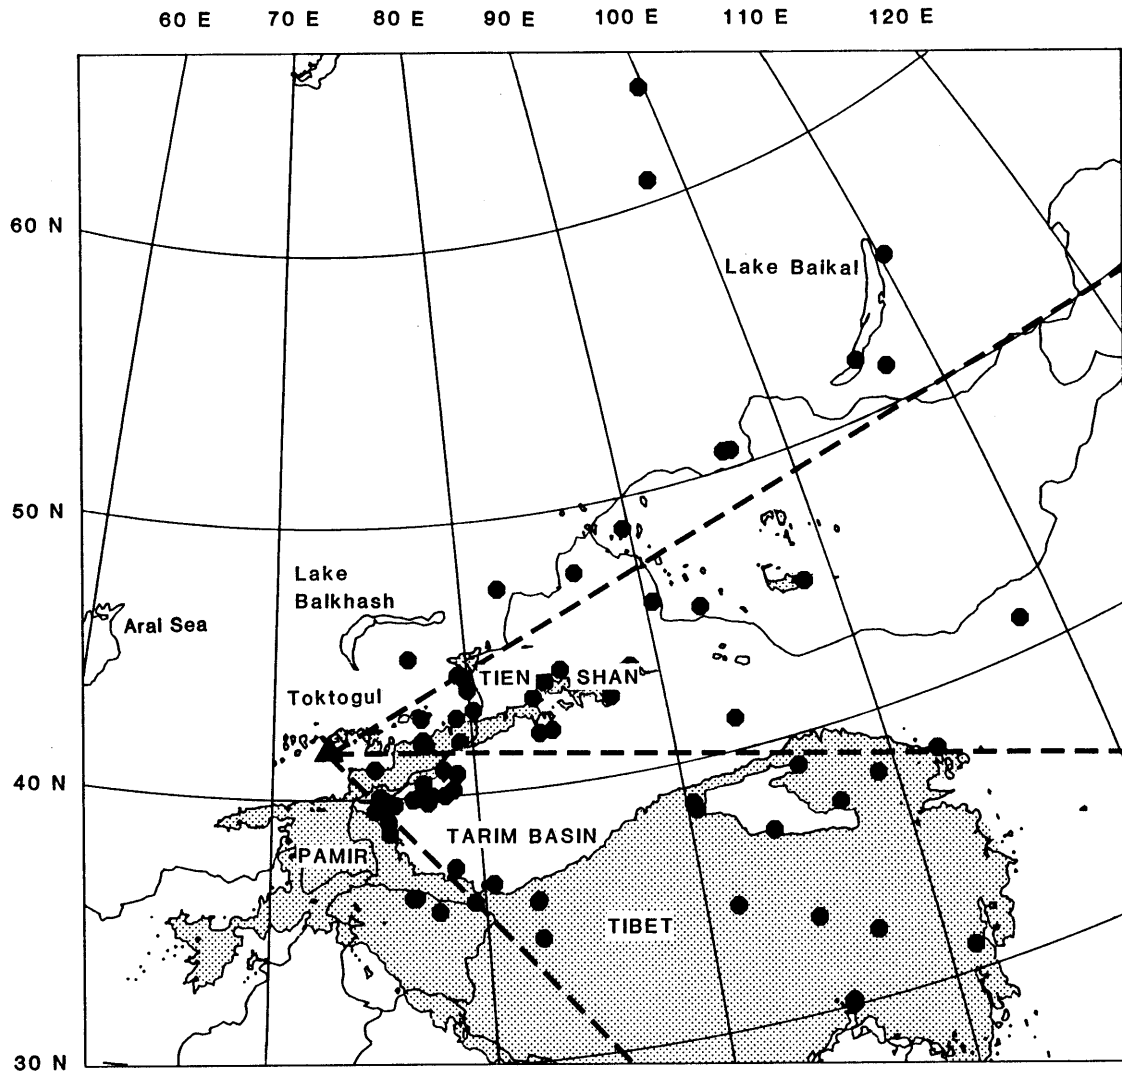 60 E 70 E 80 E 90 E 100 E 110 E 120 E
60 N
Lake Baikal
50 N
Lake
Balkhash
Aral Sea
TIEN SHAN
Toktogul
40 N
TARIM BASIN
PAMIR
TIBET
30 N